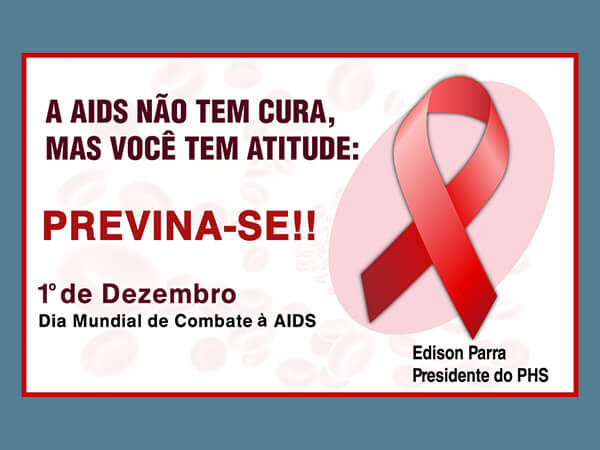 A AIDS NÃO TEM CURA,
MAS VOCÊ TEM ATITUDE:
PREVINA-SE!!
1º de Dezembro
Dia Mundial de Combate à AIDS
Edison Parra
Presidente do PHS